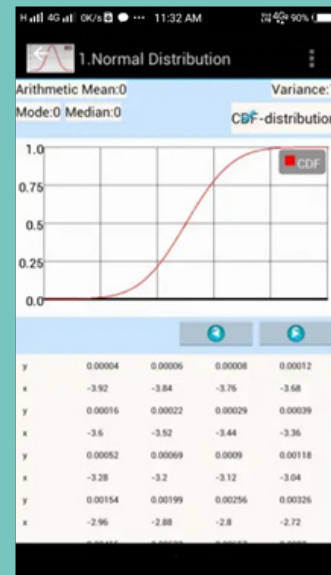 11:32 AM
90%
1.Normal Distribution
Arithmetic Mean:0 Variance:
Mode:0 Median:0
CDF-distribution
1.0
CDF
0.75
0.5
0.25
0.0
y 0.00004 0.00006 0.00008 0.00012
x -3.92 -3.84 -3.76 -3.68
y 0.00016 0.00022 0.00029 0.00039
x -3.6 -3.52 -3.44 -3.36
y 0.00052 0.00069 0.0009 0.00118
x -3.28 -3.2 -3.12 -3.04
y 0.00154 0.00199 0.00256 0.00326
x -2.96 -2.88 -2.8 -2.72